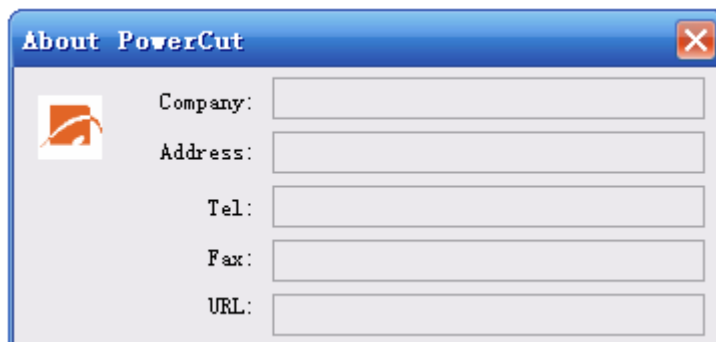 About PowerCut
Company:
Address:
Tel:
Fax:
URL: